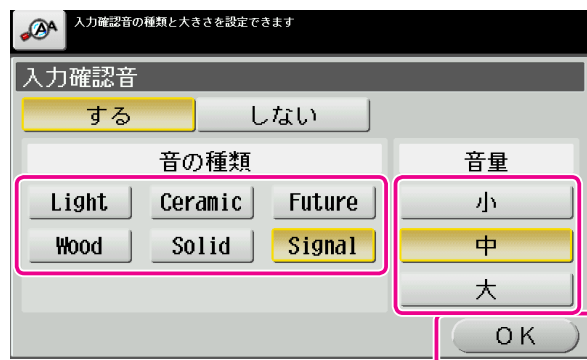 入力確認音の種類と大きさを設定できます
入力確認音
する しない
音の種類 音量
Light Ceramic Future 小
Wood Solid Signal 中
大
OK